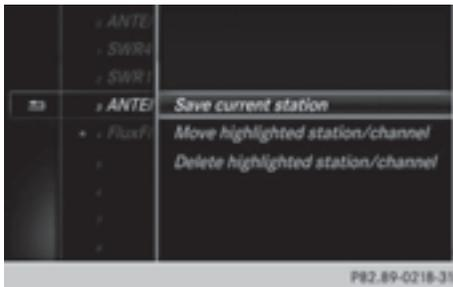 ANTE
SWR4
SWR1
ANTE
FluxF
Save current station
Move highlighted station/channel
Delete highlighted station/channel
P82.89-0218-31